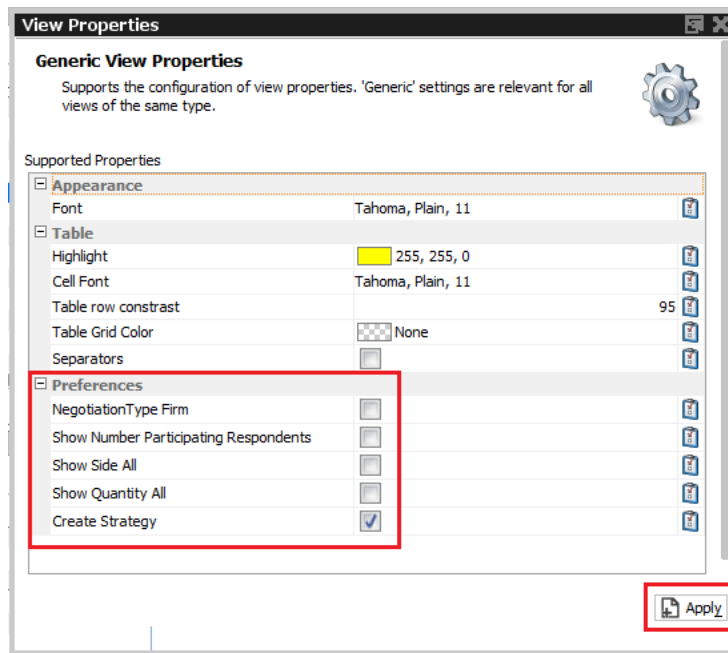 View Properties
Generic View Properties
Supports the configuration of view properties. 'Generic' settings are relevant for all
views of the same type.
Supported Properties
Appearance
Font Tahoma, Plain, 11
Table
Highlight 255, 255, 0
Cell Font Tahoma, Plain, 11
Table row constrast 95
Table Grid Color None
Separators
Preferences
NegotiationType Firm
Show Number Participating Respondents
Show Side All
Show Quantity All
Create Strategy
Apply